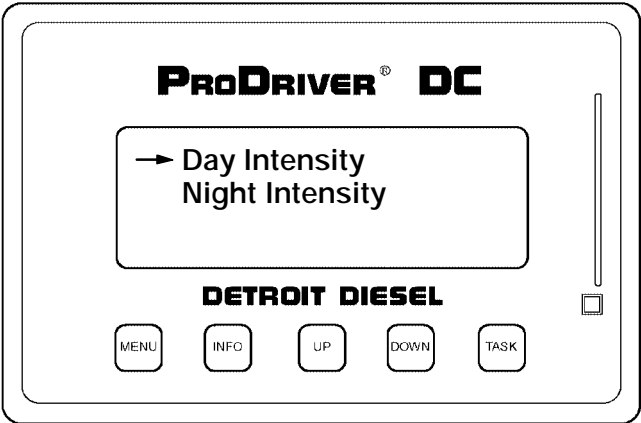 PRODRIVER® DC
→ Day Intensity
Night Intensity
DETROIT DIESEL
MENU INFO UP DOWN TASK